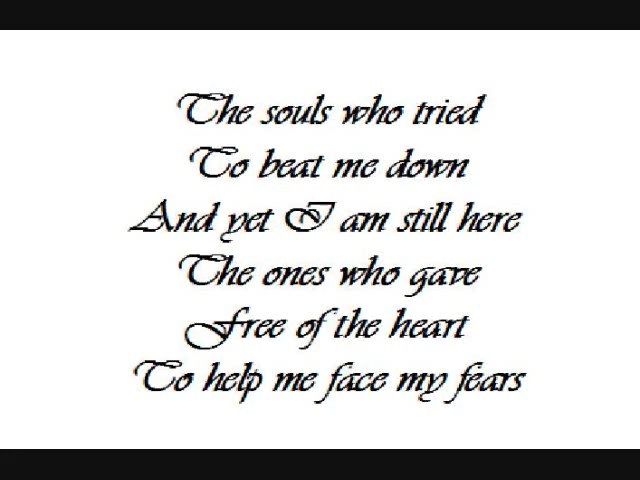 The souls who tried
To beat me down
And yet I am still here
The ones who gave
Free of the heart
To help me face my fears